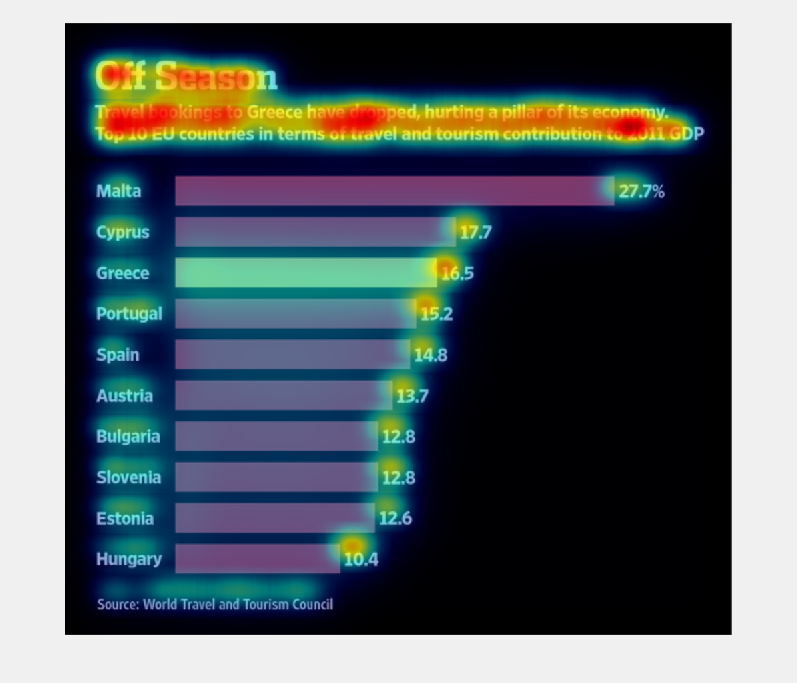 Off Season
Travel bookings to Greece have dropped, hurting a pillar of its economy.
Top 10 EU countries in terms of travel and tourism contribution to 2011 GDP
Malta 27.7%
Cyprus 17.7
Greece 16.5
Portugal 15.2
Spain 14.8
Austria 13.7
Bulgaria 12.8
Slovenia 12.8
Estonia 12.6
Hungary 10.4
Source: World Travel and Tourism Council